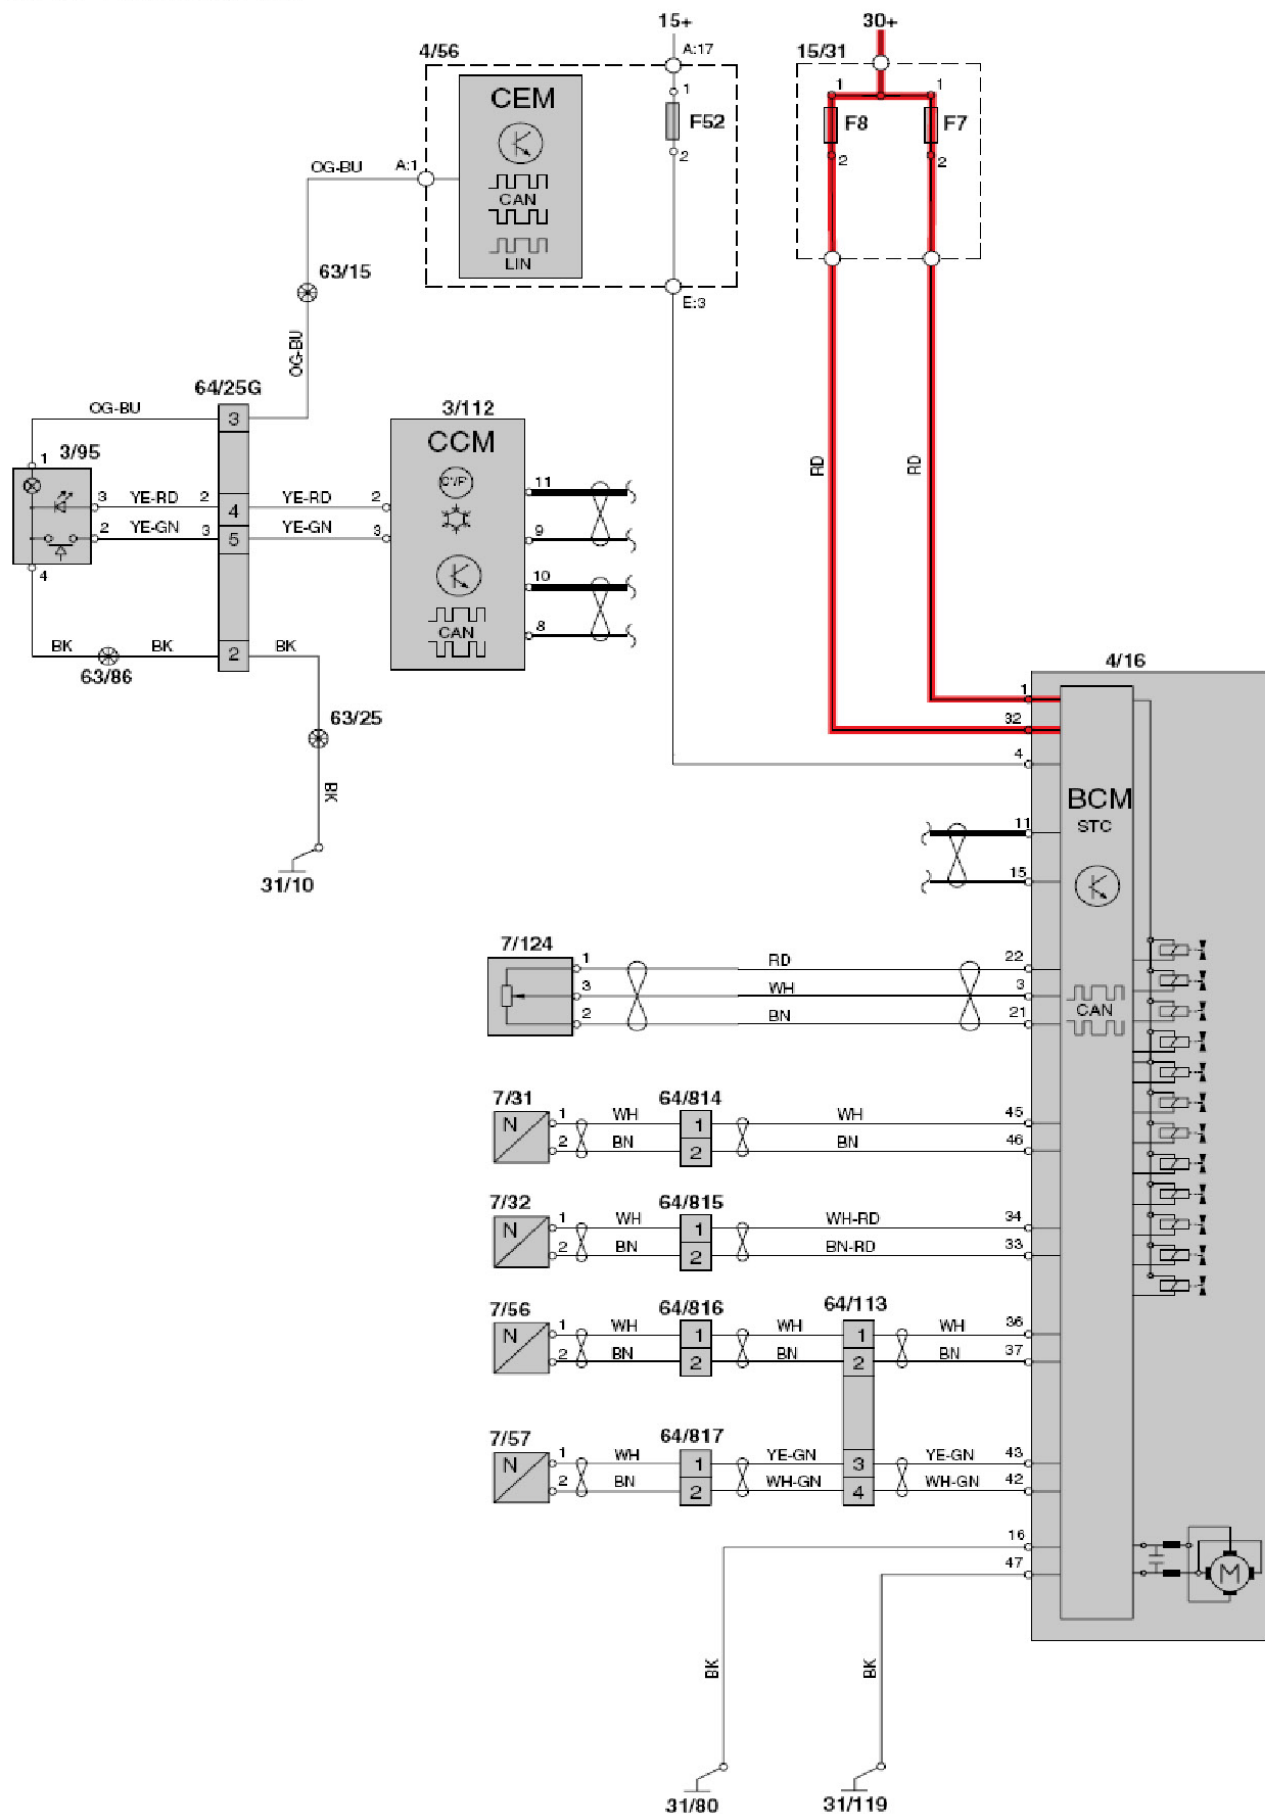 15+
30+
4/56
A:17
15/31
CEM
1
F52
2
1
1
F8
F7
2
2
OG-BU
A:1
CAN
LIN
63/15
E:3
OG-BU
64/25G
OG-BU
3
3/112
CCM
C°/F°
1
3/95
3
YE-RD
2
4
YE-RD
2
11
2
YE-GN
3
5
YE-GN
3
9
4
10
CAN
8
RD
RD
BK
BK
2
BK
63/86
63/25
BK
31/10
4/16
1
32
4
BCM
STC
11
15
7/124
1
RD
22
3
WH
3
2
BN
21
CAN
7/31
64/814
N
1
WH
1
WH
45
2
BN
2
BN
46
7/32
64/815
N
1
WH
1
WH-RD
34
2
BN
2
BN-RD
33
7/56
64/816
64/113
N
1
WH
1
WH
1
WH
36
2
BN
2
BN
2
BN
37
7/57
64/817
N
1
WH
1
YE-GN
3
YE-GN
43
2
BN
2
WH-GN
4
WH-GN
42
16
47
M
BK
BK
31/80
31/119